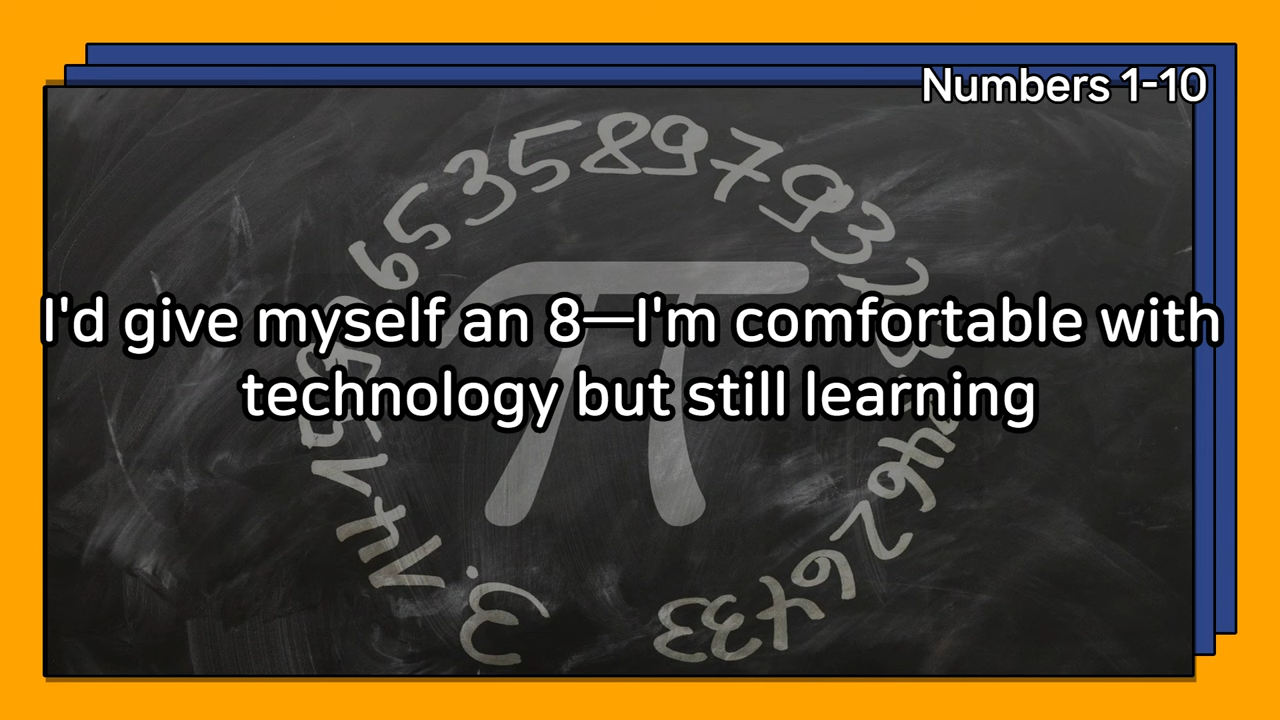 Numbers 1-10
I'd give myself an 8—I'm comfortable with
technology but still learning